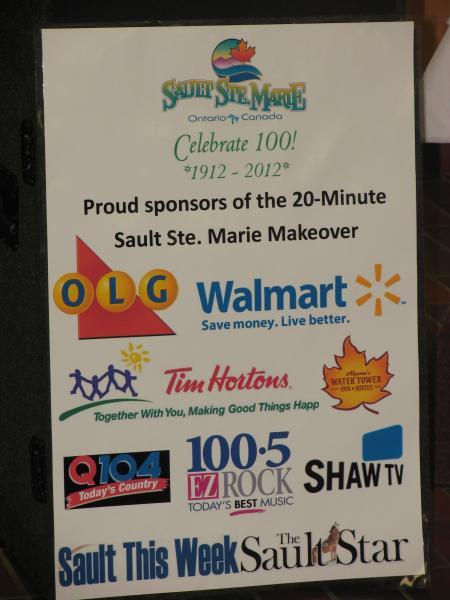 SAULT STE. MARIE
Ontario Canada
Celebrate 100!
*1912 - 2012*
Proud sponsors of the 20-Minute
Sault Ste. Marie Makeover
OLG
Walmart
Save money. Live better.
Tim Hortons.
Algoma's
WATER TOWER
INN & SUITES
Together With You, Making Good Things Happ
Q104
Today's Country
100.5
EZ ROCK
TODAY'S BEST MUSIC
SHAW TV
Sault This Week
The Sault Star